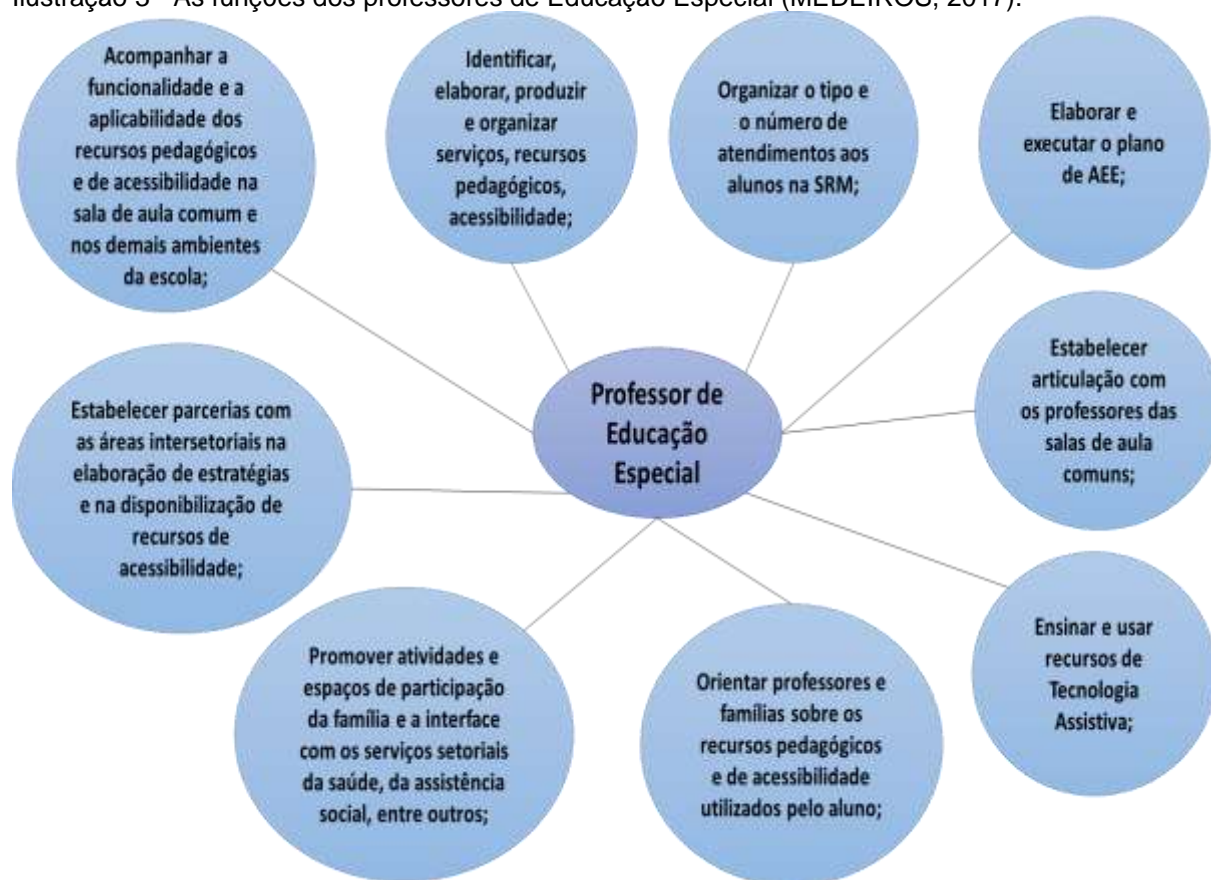 Ilustração 3 - As funções dos professores de Educação Especial (MEDEIROS, 2017).
Acompanhar a
funcionalidade e a
aplicabilidade dos
recursos pedagógicos
e de acessibilidade na
sala de aula comum e
nos demais ambientes
da escola;
Identificar,
elaborar, produzir
e organizar
serviços, recursos
pedagógicos,
acessibilidade;
Organizar o tipo e
o número de
atendimentos aos
alunos na SRM;
Elaborar e
executar o plano
de AEE;
Professor de
Educação
Especial
Estabelecer
articulação com
os professores das
salas de aula
comuns;
Estabelecer parcerias com
as áreas intersetoriais na
elaboração de estratégias
e na disponibilização de
recursos de
acessibilidade;
Ensinar e usar
recursos de
Tecnologia
Assistiva;
Promover atividades e
espaços de participação
da família e a interface
com os serviços setoriais
da saúde, da assistência
social, entre outros;
Orientar professores e
famílias sobre os
recursos pedagógicos
e de acessibilidade
utilizados pelo aluno;